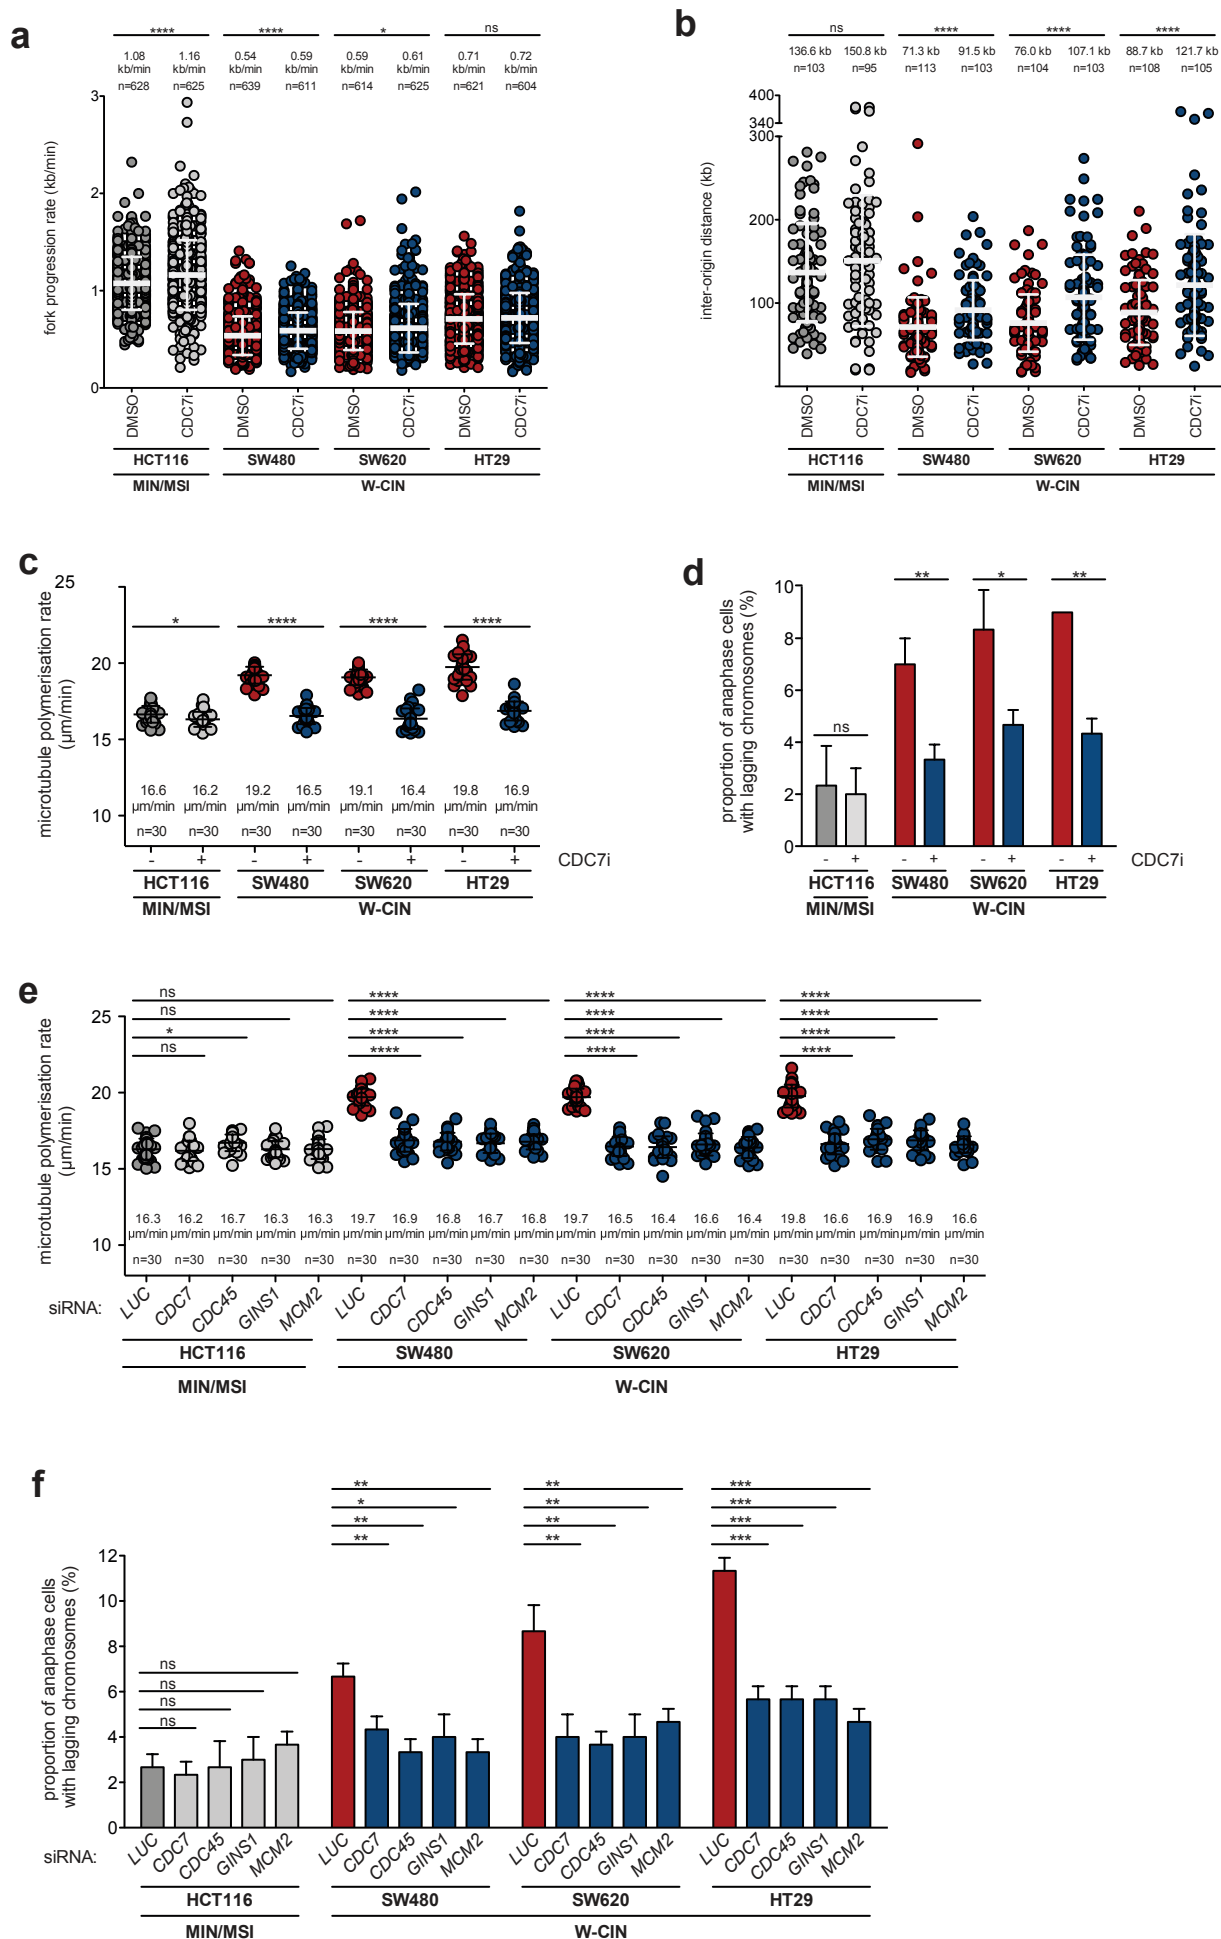 a
**** **** * ns
1.08 1.16 0.54 0.59 0.59 0.61 0.71 0.72
kb/min kb/min kb/min kb/min kb/min kb/min kb/min kb/min
n=628 n=625 n=639 n=611 n=614 n=625 n=621 n=604
fork progression rate (kb/min)
3
2
1
0
DMSO CDC7i DMSO CDC7i DMSO CDC7i DMSO CDC7i
HCT116 SW480 SW620 HT29
MIN/MSI W-CIN
b
ns **** **** ****
136.6 kb 150.8 kb 71.3 kb 91.5 kb 76.0 kb 107.1 kb 88.7 kb 121.7 kb
n=103 n=95 n=113 n=103 n=104 n=103 n=108 n=105
inter-origin distance (kb)
400
340
300
200
100
DMSO CDC7i DMSO CDC7i DMSO CDC7i DMSO CDC7i
HCT116 SW480 SW620 HT29
MIN/MSI W-CIN
c
microtubule polymerisation rate
(µm/min)
25
20
15
10
* **** **** ****
16.6 16.2 19.2 16.5 19.1 16.4 19.8 16.9
µm/min µm/min µm/min µm/min µm/min µm/min µm/min µm/min
n=30 n=30 n=30 n=30 n=30 n=30 n=30 n=30
- + - + - + - + CDC7i
HCT116 SW480 SW620 HT29
MIN/MSI W-CIN
d
proportion of anaphase cells
with lagging chromosomes (%)
10
8
6
4
2
0
ns ** * **
- + - + - + - + CDC7i
HCT116 SW480 SW620 HT29
MIN/MSI W-CIN
e
microtubule polymerisation rate
(µm/min)
25
20
15
10
ns **** **** ****
ns **** **** ****
* **** **** ****
ns **** **** ****
16.3 16.2 16.7 16.3 16.3 19.7 16.9 16.8 16.7 16.8 19.7 16.5 16.4 16.6 16.4 19.8 16.6 16.9 16.9 16.6
µm/min µm/min µm/min µm/min µm/min µm/min µm/min µm/min µm/min µm/min µm/min µm/min µm/min µm/min µm/min µm/min µm/min µm/min µm/min µm/min
n=30 n=30 n=30 n=30 n=30 n=30 n=30 n=30 n=30 n=30 n=30 n=30 n=30 n=30 n=30 n=30 n=30 n=30 n=30 n=30
siRNA: LUC CDC7 CDC45 GINS1 MCM2 LUC CDC7 CDC45 GINS1 MCM2 LUC CDC7 CDC45 GINS1 MCM2 LUC CDC7 CDC45 GINS1 MCM2
HCT116 SW480 SW620 HT29
MIN/MSI W-CIN
f
proportion of anaphase cells
with lagging chromosomes (%)
12
10
8
6
4
2
0
** ** ***
* ** ***
** ** ***
** ** ***
ns
ns
ns
ns
siRNA: LUC CDC7 CDC45 GINS1 MCM2 LUC CDC7 CDC45 GINS1 MCM2 LUC CDC7 CDC45 GINS1 MCM2 LUC CDC7 CDC45 GINS1 MCM2
HCT116 SW480 SW620 HT29
MIN/MSI W-CIN